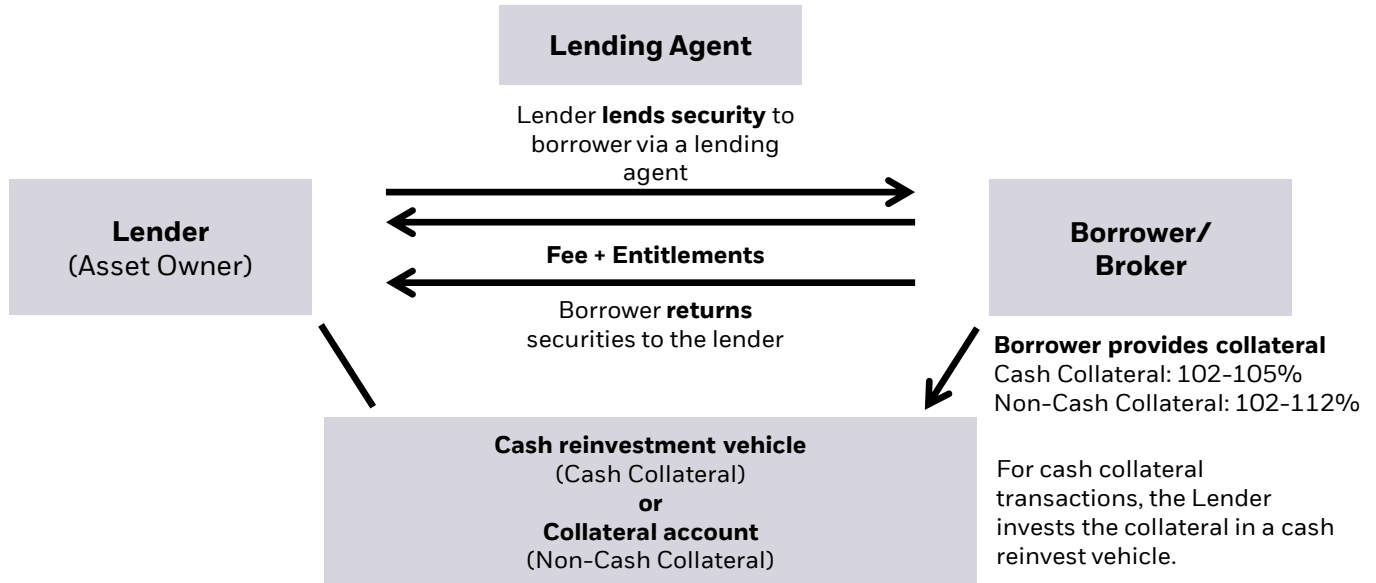 Lending Agent
Lender lends security to
borrower via a lending
agent
Lender
(Asset Owner)
Fee + Entitlements
Borrower returns
securities to the lender
Borrower/
Broker
Borrower provides collateral
Cash Collateral: 102-105%
Non-Cash Collateral: 102-112%
Cash reinvestment vehicle
(Cash Collateral)
or
Collateral account
(Non-Cash Collateral)
For cash collateral
transactions, the Lender
invests the collateral in a cash
reinvest vehicle.